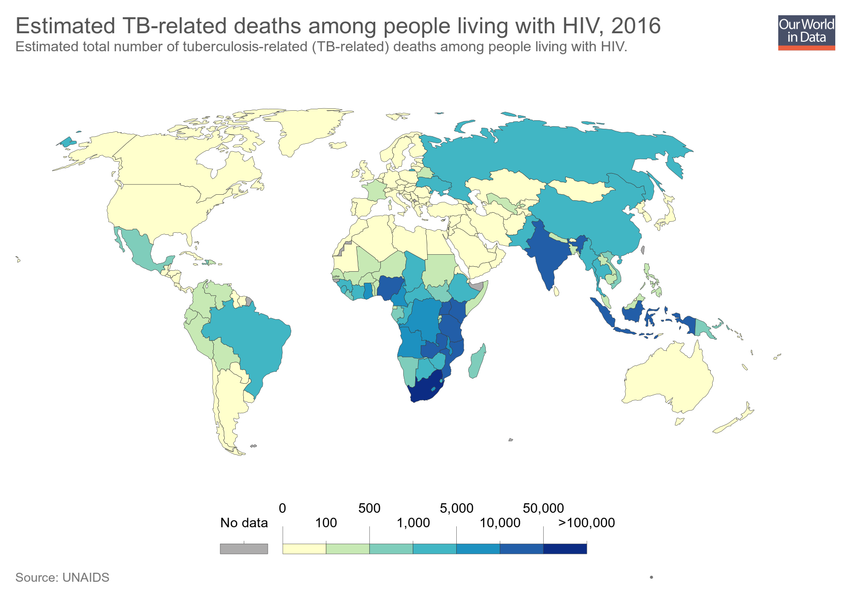 Estimated TB-related deaths among people living with HIV, 2016
Estimated total number of tuberculosis-related (TB-related) deaths among people living with HIV.
Our World
in Data
0 500 5,000 50,000
No data 100 1,000 10,000 >100,000
Source: UNAIDS